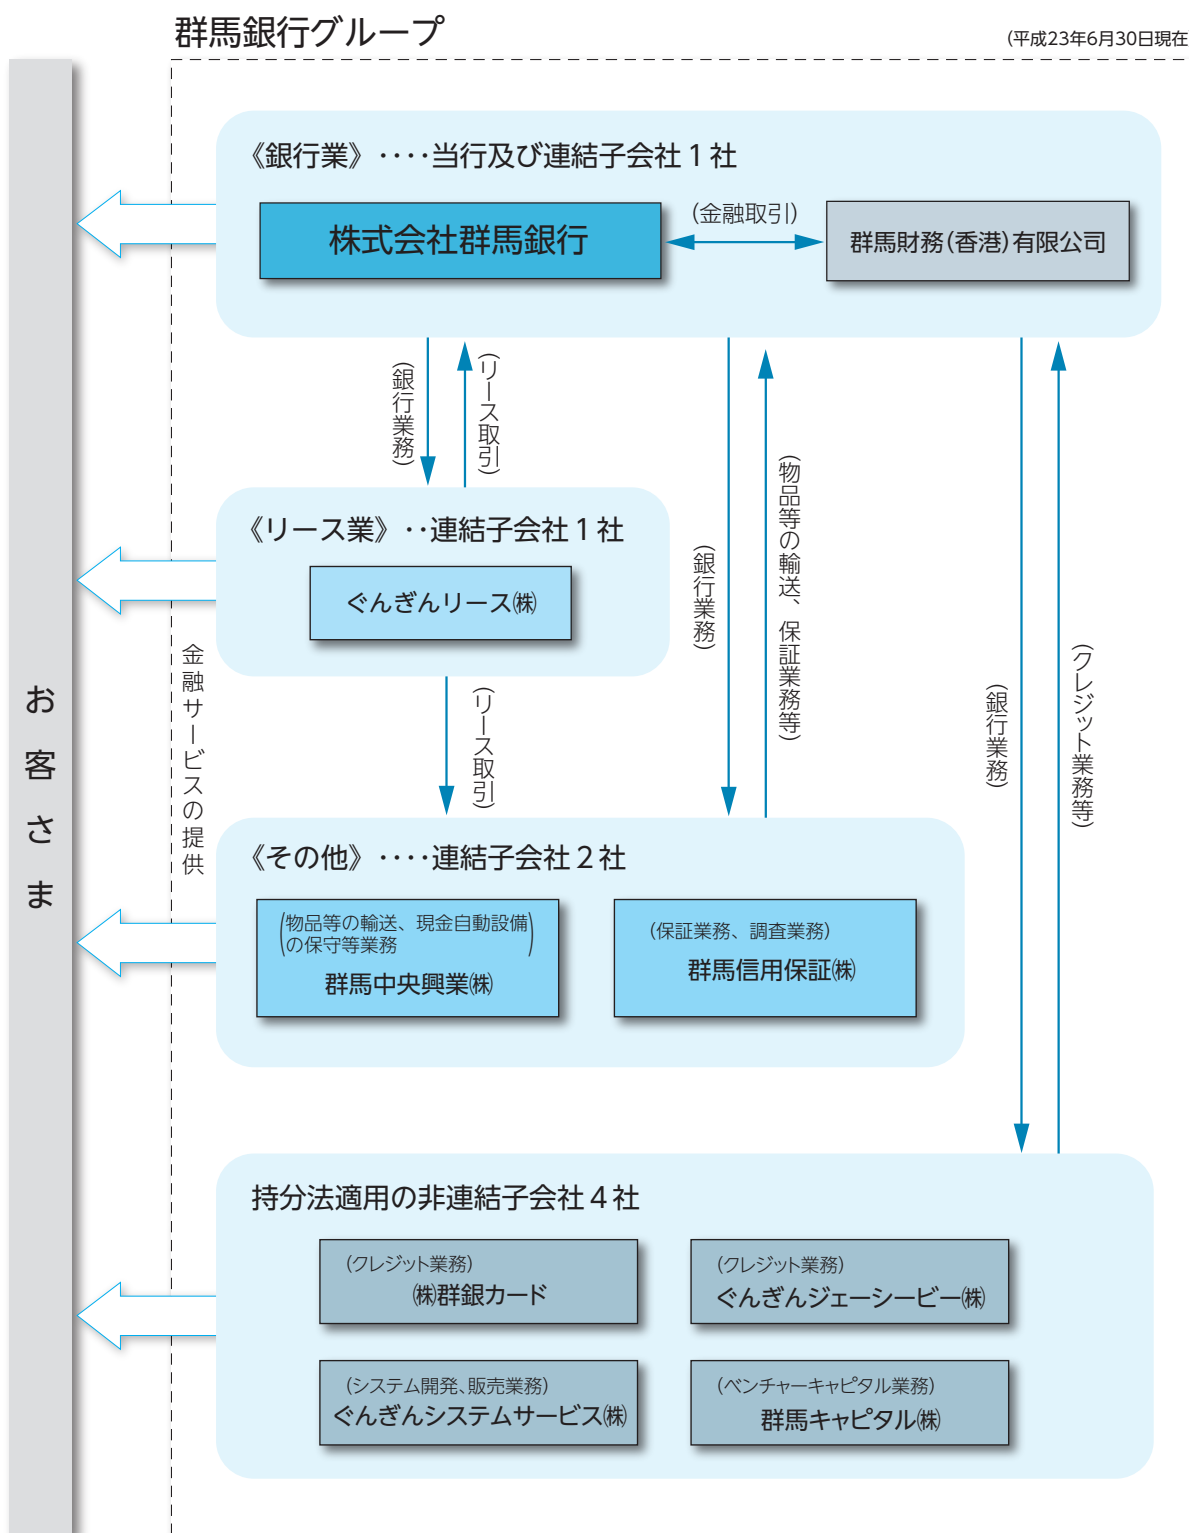 群馬銀行グループ
(平成23年6月30日現在
《銀行業》‥‥当行及び連結子会社1社
株式会社群馬銀行
(金融取引)
群馬財務(香港)有限公司
(銀行業務)
(リース取引)
《リース業》‥連結子会社1社
ぐんぎんリース㈱
(リース取引)
(銀行業務)
(物品等の輸送、保証業務等)
(銀行業務)
(クレジット業務等)
お客さま
金融サービスの提供
《その他》‥‥連結子会社2社
(物品等の輸送、現金自動設備
の保守等業務)
群馬中央興業㈱
(保証業務、調査業務)
群馬信用保証㈱
持分法適用の非連結子会社4社
(クレジット業務)
㈱群銀カード
(クレジット業務)
ぐんぎんジェーシービー㈱
(システム開発、販売業務)
ぐんぎんシステムサービス㈱
(ベンチャーキャピタル業務)
群馬キャピタル㈱